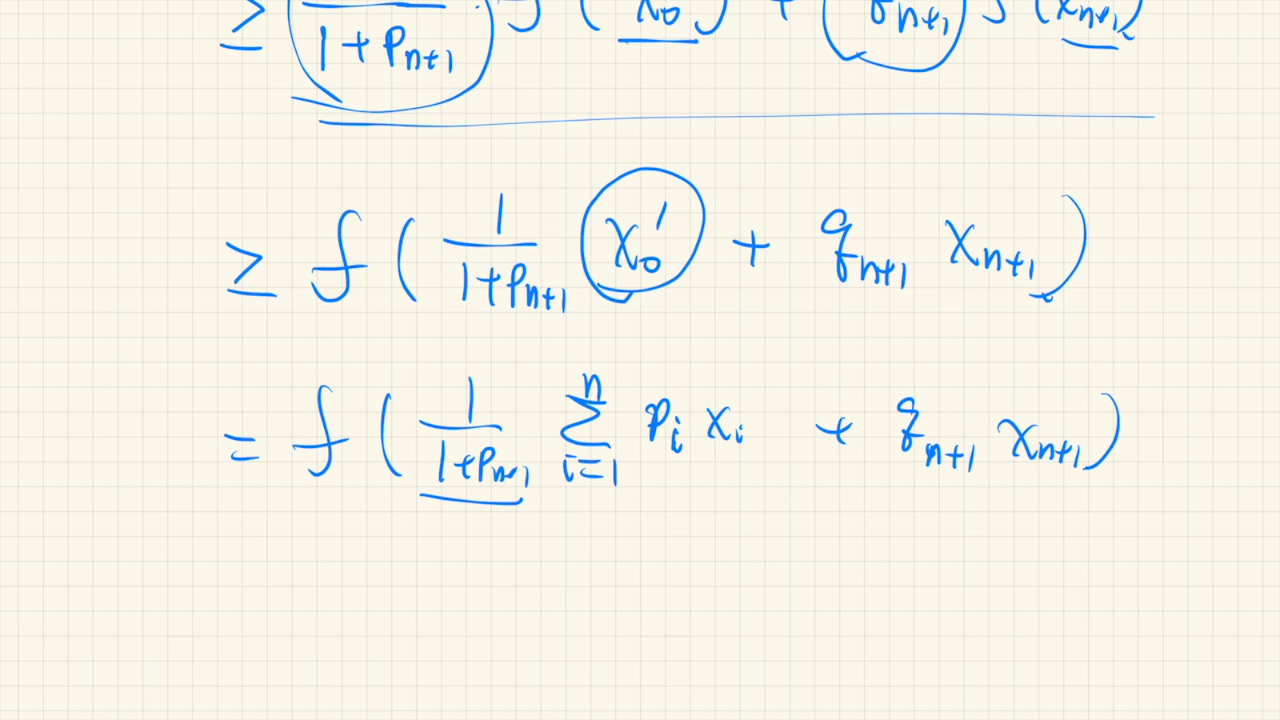 ≥ 1/(1+p_{n+1}) f(x_0') + q_{n+1} f(x_{n+1})
≥ f( 1/(1+p_{n+1}) x_0' + q_{n+1} x_{n+1} )
= f( 1/(1+p_{n+1}) ∑_{i=1}^{n} p_i x_i + q_{n+1} x_{n+1} )